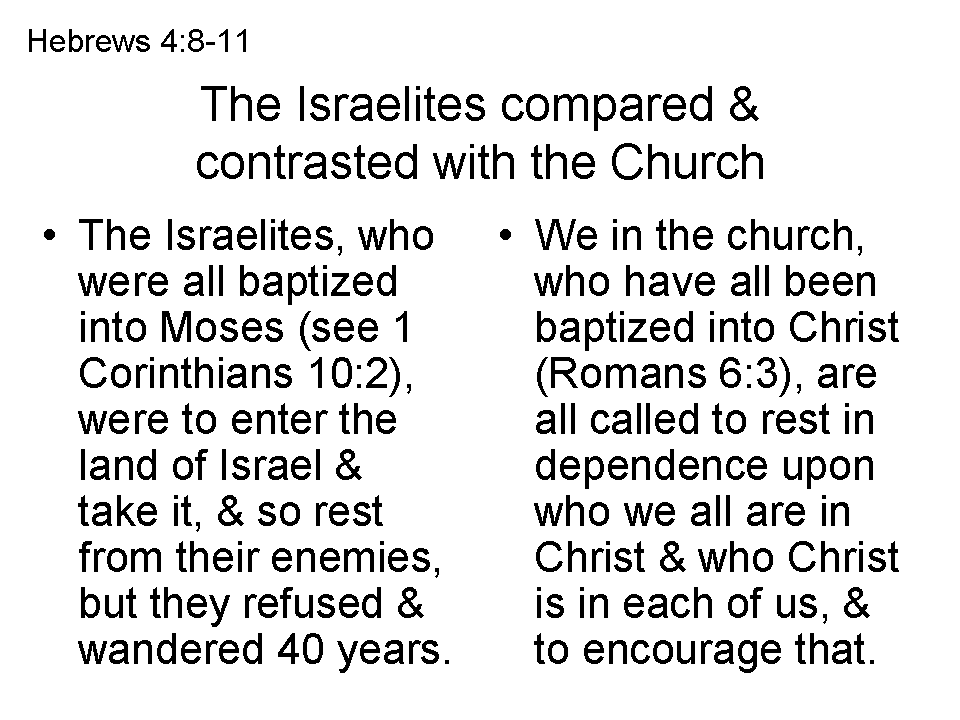 Hebrews 4:8-11
The Israelites compared &
contrasted with the Church
• The Israelites, who
were all baptized
into Moses (see 1
Corinthians 10:2),
were to enter the
land of Israel &
take it, & so rest
from their enemies,
but they refused &
wandered 40 years.
• We in the church,
who have all been
baptized into Christ
(Romans 6:3), are
all called to rest in
dependence upon
who we all are in
Christ & who Christ
is in each of us, &
to encourage that.